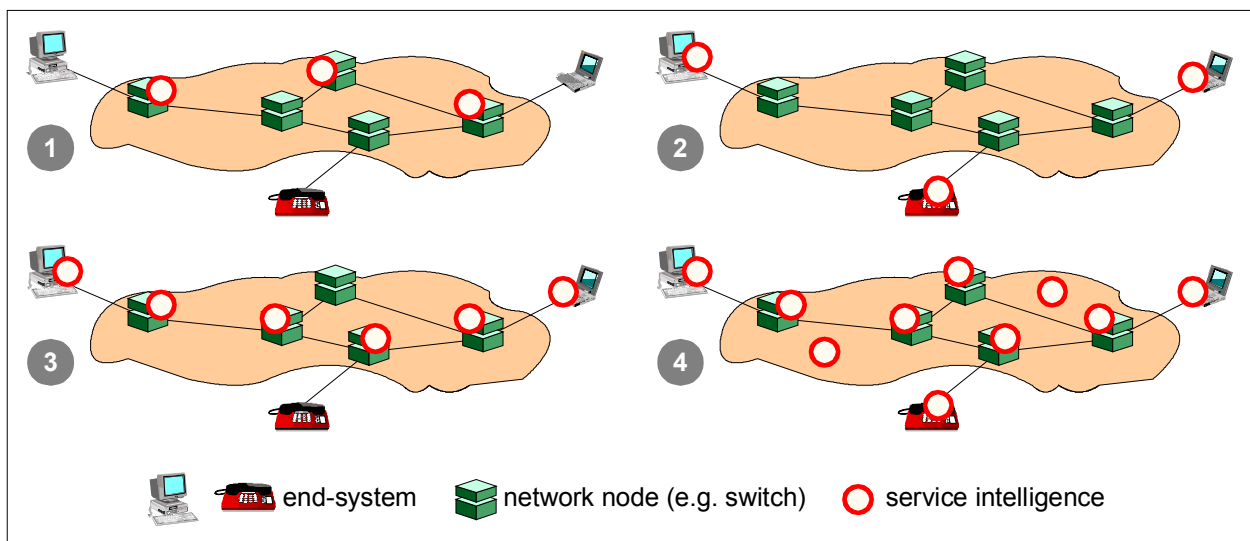 1
2
3
4
end-system
network node (e.g. switch)
service intelligence